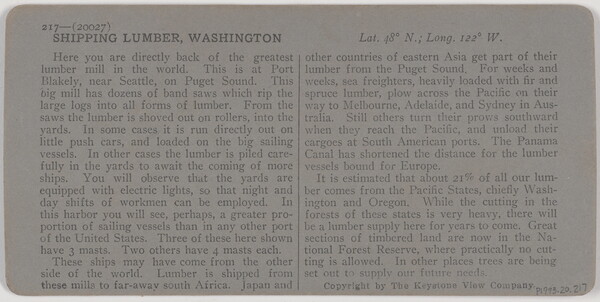 217—(20027)
SHIPPING LUMBER, WASHINGTON
Lat. 48° N.; Long. 122° W.
Here you are directly back of the greatest
lumber mill in the world. This is at Port
Blakely, near Seattle, on Puget Sound. This
big mill has dozens of band saws which rip the
large logs into all forms of lumber. From the
saws the lumber is shoved out on rollers, into the
yards. In some cases it is run directly out on
little push cars, and loaded on the big sailing
vessels. In other cases the lumber is piled care-
fully in the yards to await the coming of more
ships. You will observe that the yards are
equipped with electric lights, so that night and
day shifts of workmen can be employed. In
this harbor you will see, perhaps, a greater pro-
portion of sailing vessels than in any other port
of the United States. Three of these here shown
have 3 masts. Two others have 4 masts each.
These ships may have come from the other
side of the world. Lumber is shipped from
these mills to far-away south Africa. Japan and
other countries of eastern Asia get part of their
lumber from the Puget Sound. For weeks and
weeks, sea freighters, heavily loaded with fir and
spruce lumber, plow across the Pacific on their
way to Melbourne, Adelaide, and Sydney in Aus-
tralia. Still others turn their prows southward
when they reach the Pacific, and unload their
cargoes at South American ports. The Panama
Canal has shortened the distance for the lumber
vessels bound for Europe.
It is estimated that about 21% of all our lum-
ber comes from the Pacific States, chiefly Wash-
ington and Oregon. While the cutting in the
forests of these states is very heavy, there will
be a lumber supply here for years to come. Great
sections of timbered land are now in the Na-
tional Forest Reserve, where practically no cut-
ting is allowed. In other places trees are being
set out to supply our future needs.
Copyright by The Keystone View Company.